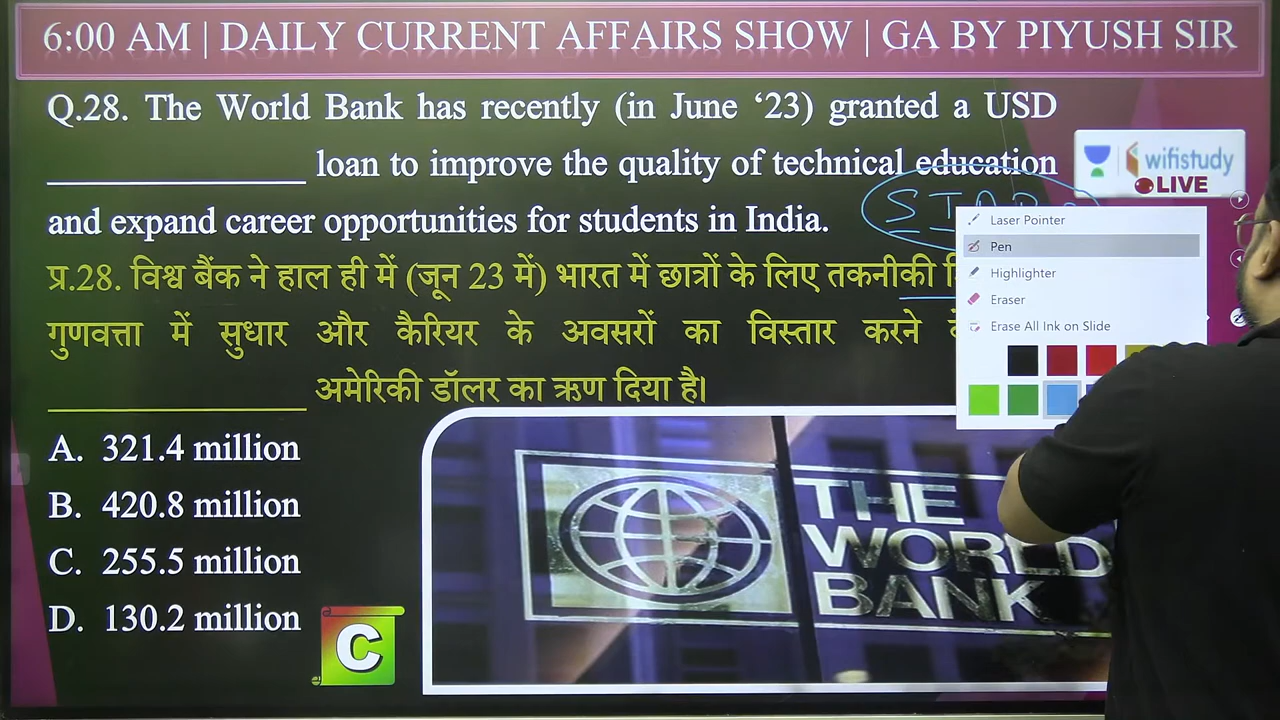 6:00 AM | DAILY CURRENT AFFAIRS SHOW | GA BY PIYUSH SIR
Q.28. The World Bank has recently (in June ‘23) granted a USD
______________ loan to improve the quality of technical education
and expand career opportunities for students in India.
प्र.28. विश्व बैंक ने हाल ही में (जून 23 में) भारत में छात्रों के लिए तकनीकी
गुणवत्ता में सुधार और कैरियर के अवसरों का विस्तार करने
______________ अमेरिकी डॉलर का ऋण दिया है।
A. 321.4 million
B. 420.8 million
C. 255.5 million
D. 130.2 million
C
wifistudy
LIVE
Laser Pointer
Pen
Highlighter
Eraser
Erase All Ink on Slide
THE
WORLD
BANK